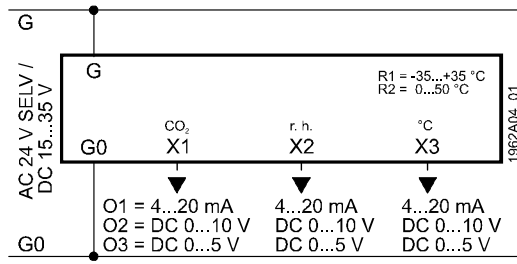 G
AC 24 V SELV /
DC 15...35 V
G
R1 = -35...+35 °C
R2 = 0...50 °C
CO2 r. h. °C
G0 X1 X2 X3
1962A04_01
O1 = 4...20 mA 4...20 mA 4...20 mA
O2 = DC 0...10 V DC 0...10 V DC 0...10 V
O3 = DC 0...5 V DC 0...5 V DC 0...5 V
G0